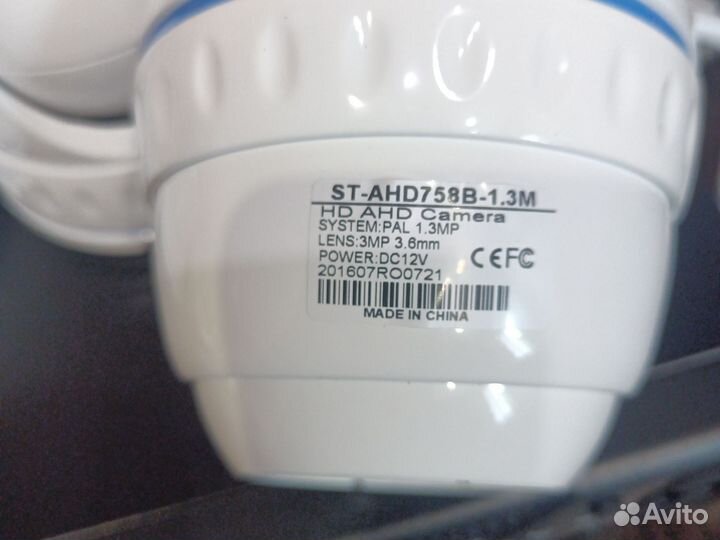 ST-AHD758B-1.3M
HD AHD Camera
SYSTEM:PAL 1.3MP
LENS:3MP 3.6mm
POWER:DC12V
CE FC
201607RO0721
MADE IN CHINA
Avito